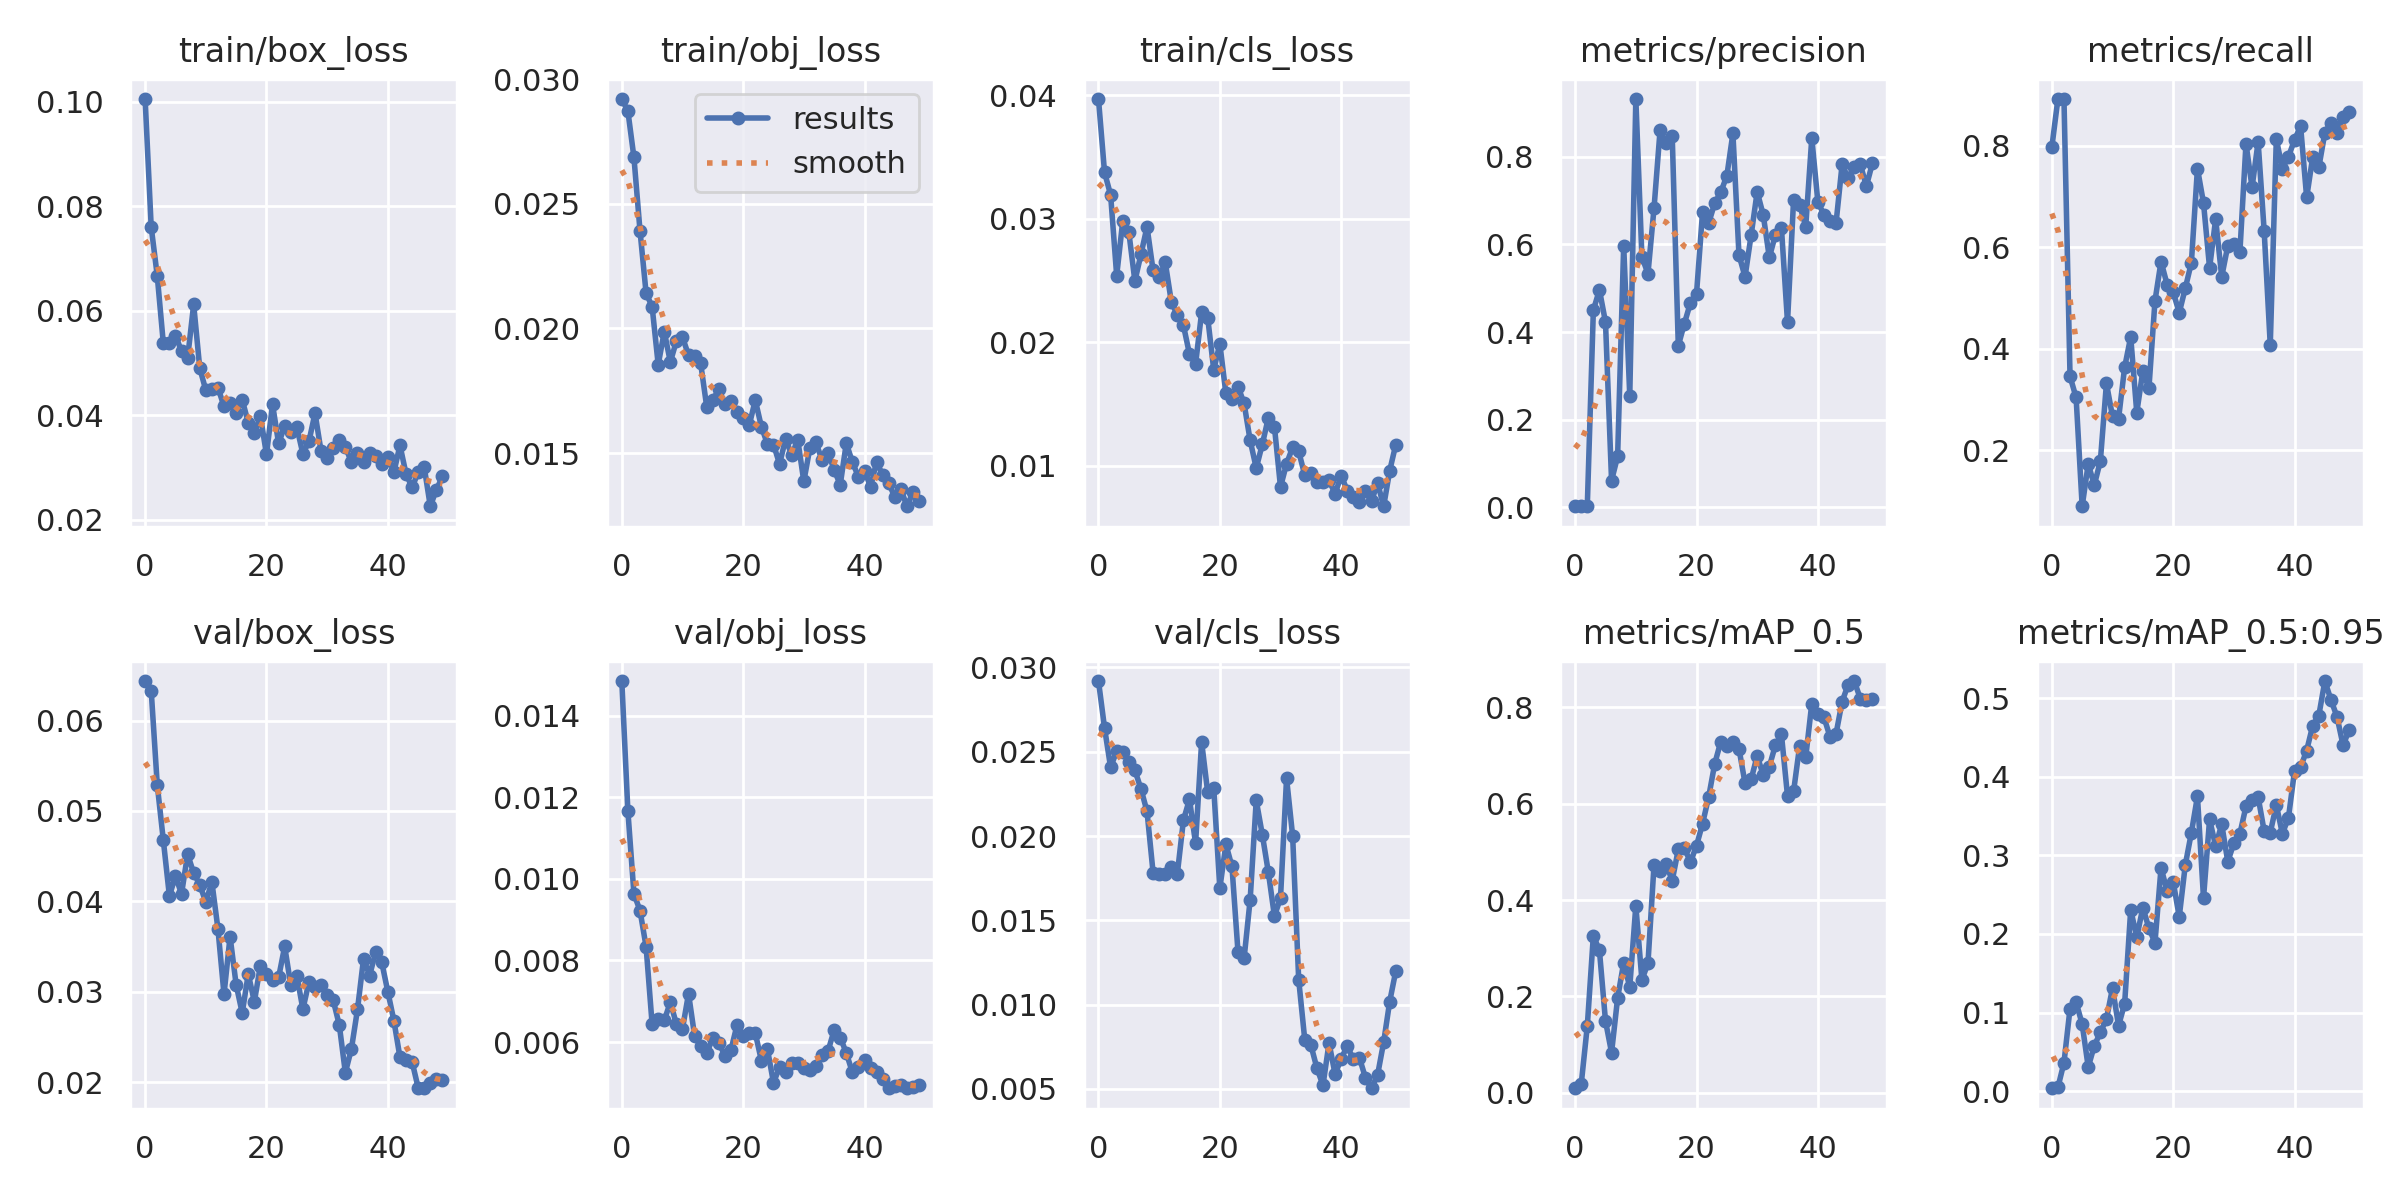 train/box_loss
0.10
0.08
0.06
0.04
0.02
0 20 40
train/obj_loss
0.030
0.025
0.020
0.015
results
smooth
0 20 40
train/cls_loss
0.04
0.03
0.02
0.01
0 20 40
metrics/precision
0.8
0.6
0.4
0.2
0.0
0 20 40
metrics/recall
0.8
0.6
0.4
0.2
0 20 40
val/box_loss
0.06
0.05
0.04
0.03
0.02
0 20 40
val/obj_loss
0.014
0.012
0.010
0.008
0.006
0 20 40
val/cls_loss
0.030
0.025
0.020
0.015
0.010
0.005
0 20 40
metrics/mAP_0.5
0.8
0.6
0.4
0.2
0.0
0 20 40
metrics/mAP_0.5:0.95
0.5
0.4
0.3
0.2
0.1
0.0
0 20 40